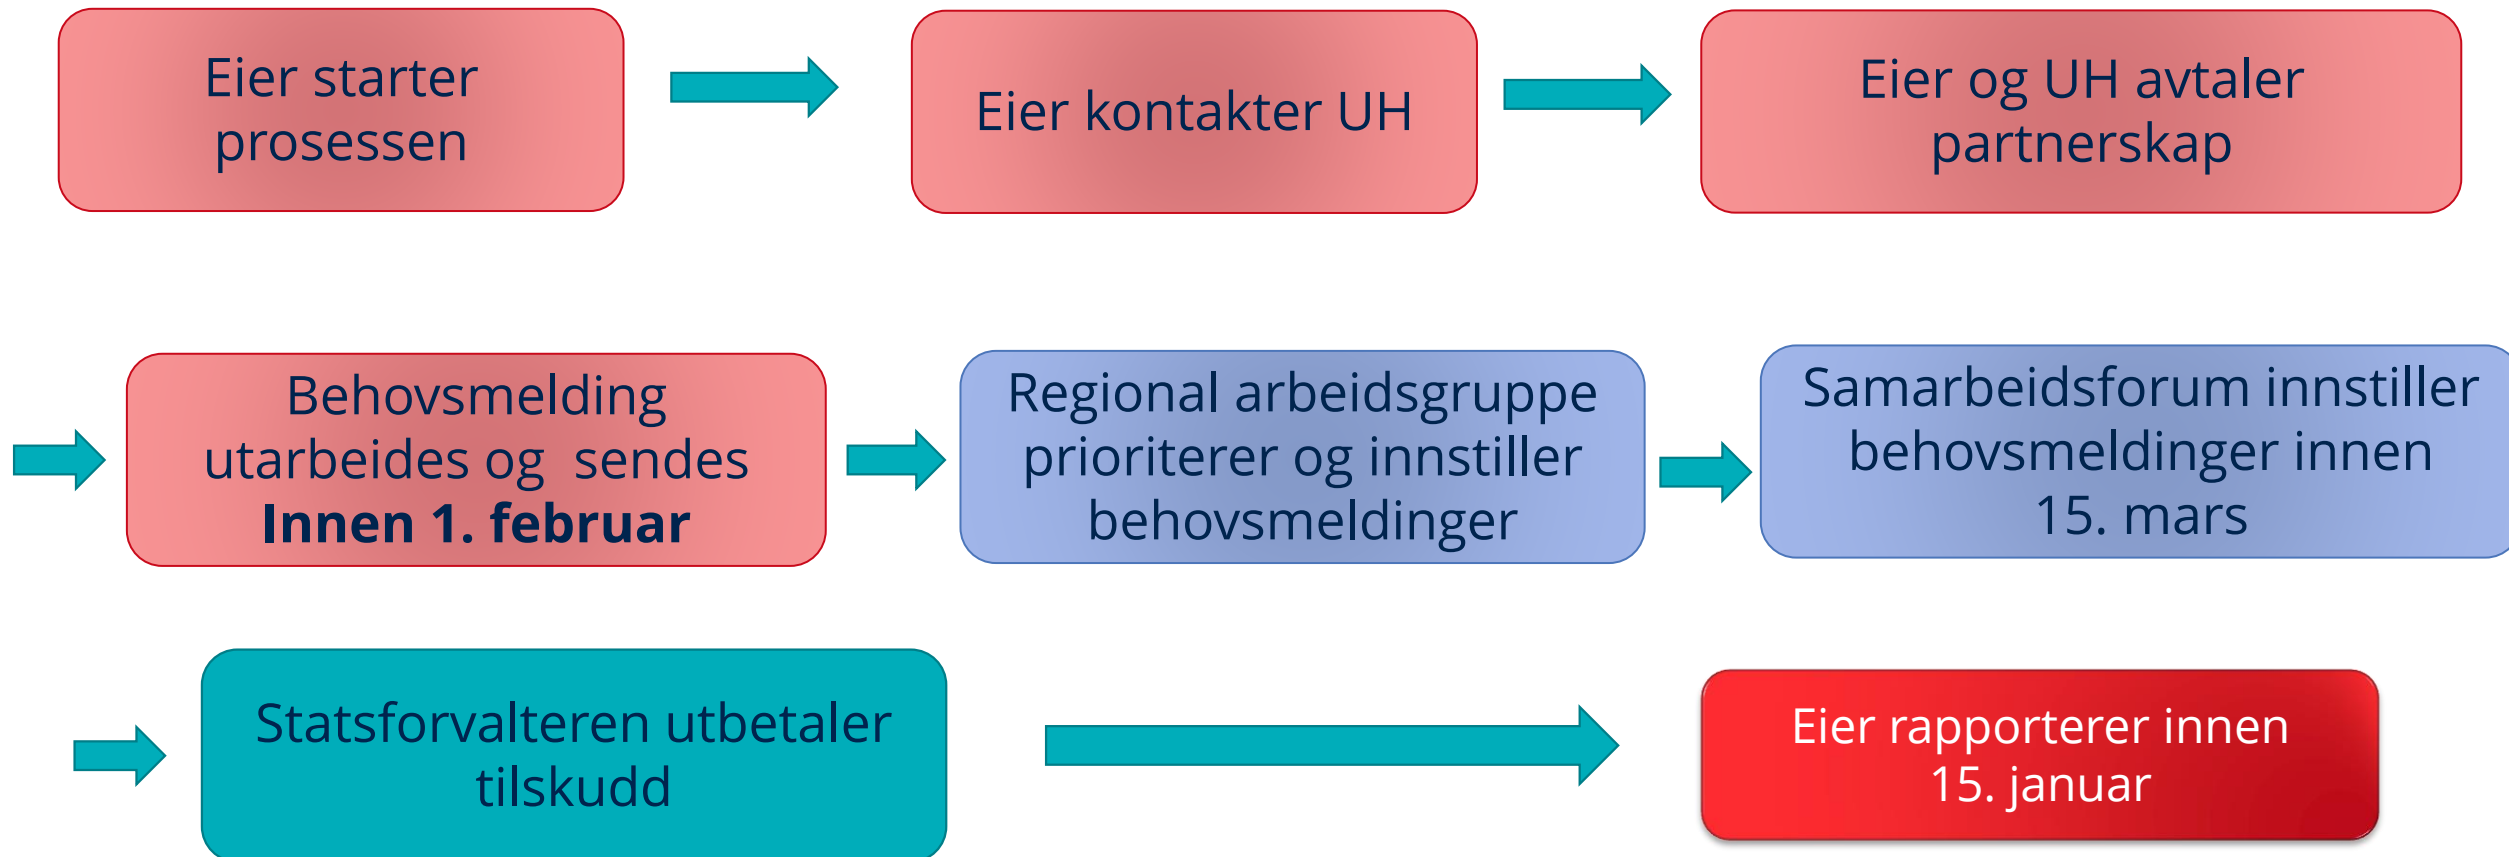 Eier starter
prosessen
Eier kontakter UH
Eier og UH avtaler
partnerskap
Behovsmelding
utarbeides og  sendes
Innen 1. februar
Regional arbeidsgruppe
prioriterer og innstiller
behovsmeldinger
Samarbeidsforum innstiller
behovsmeldinger innen
15. mars
Statsforvalteren utbetaler
tilskudd
Eier rapporterer innen
15. januar